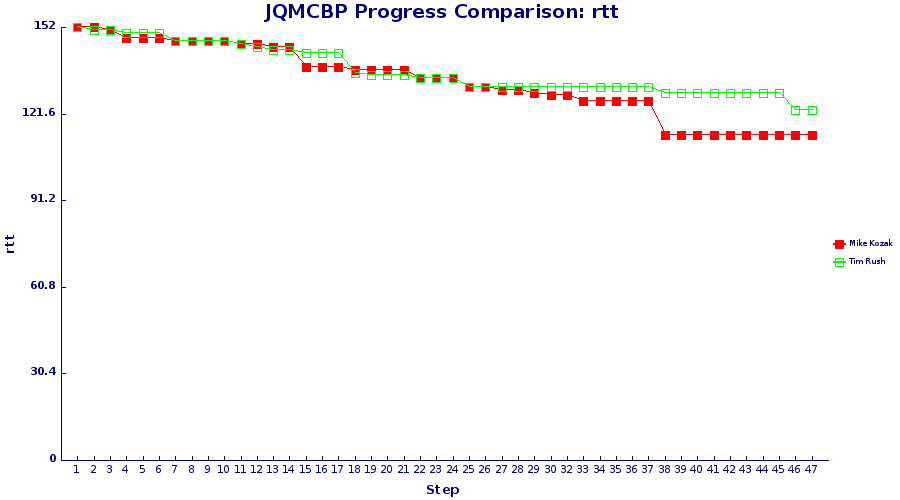 JQMCBP Progress Comparison: rtt
152
121.6
91.2
60.8
30.4
0
rtt
1 2 3 4 5 6 7 8 9 10 11 12 13 14 15 16 17 18 19 20 21 22 23 24 25 26 27 28 29 30 32 33 34 35 36 37 38 39 40 41 42 43 44 45 46 47
Step
Mike Kozak
Tim Rush